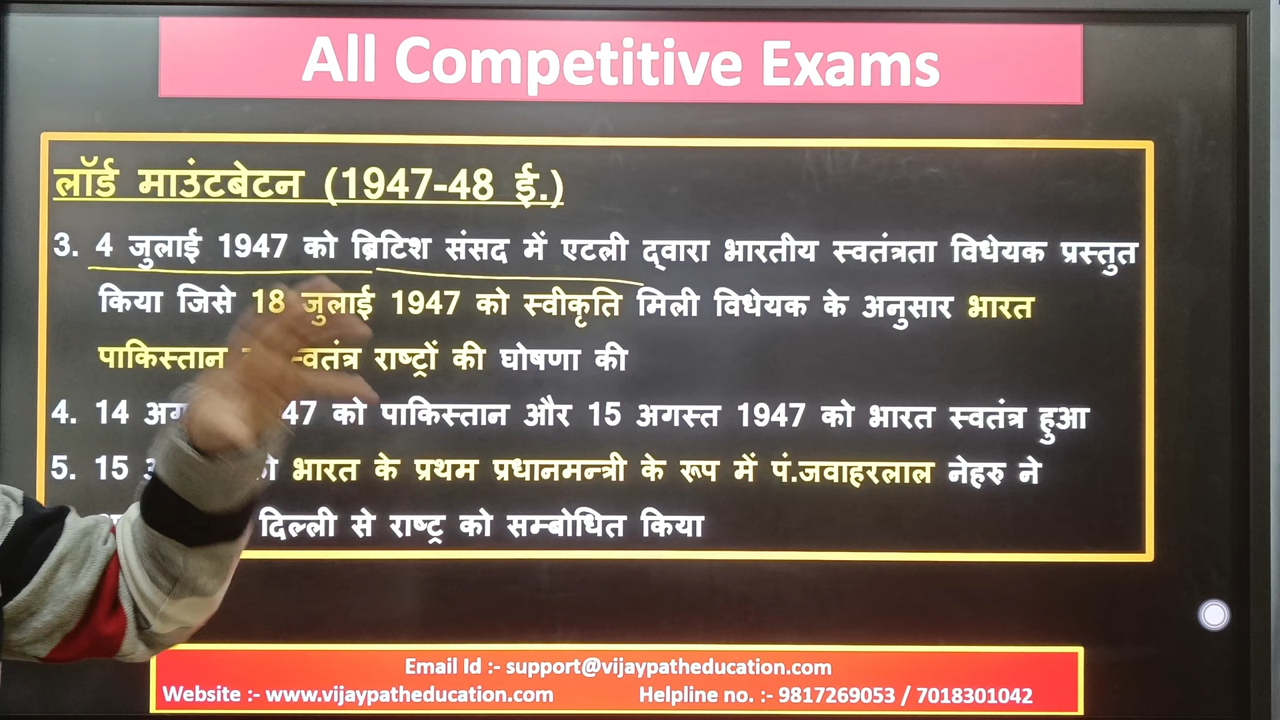 All Competitive Exams
लॉर्ड माउंटबेटन (1947-48 ई.)
3. 4 जुलाई 1947 को ब्रिटिश संसद में एटली द्वारा भारतीय स्वतंत्रता विधेयक प्रस्तुत
किया जिसे 18 जुलाई 1947 को स्वीकृति मिली विधेयक के अनुसार भारत
पाकिस्तान स्वतंत्र राष्ट्रों की घोषणा की
4. 14 47 को पाकिस्तान और 15 अगस्त 1947 को भारत स्वतंत्र हुआ
5. 15 भारत के प्रथम प्रधानमन्त्री के रूप में पं.जवाहरलाल नेहरु ने
दिल्ली से राष्ट्र को सम्बोधित किया
Email Id :- support@vijaypatheducation.com
Website :- www.vijaypatheducation.com Helpline no. :- 9817269053 / 7018301042